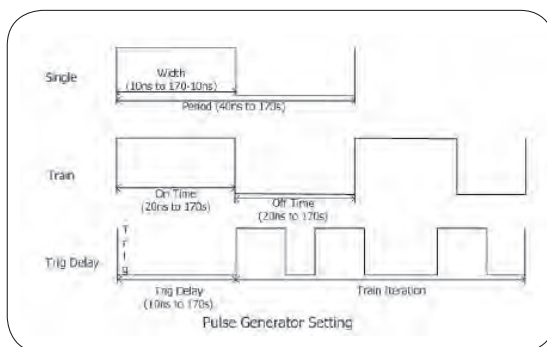 Single
Width
(10ns to 170-10ns)
Period (40ns to 170s)
Train
On Time
(20ns to 170s)
Off Time
(20ns to 170s)
Trig
Trig Delay
Trig Delay
(10ns to 170s)
Train Iteration
Pulse Generator Setting